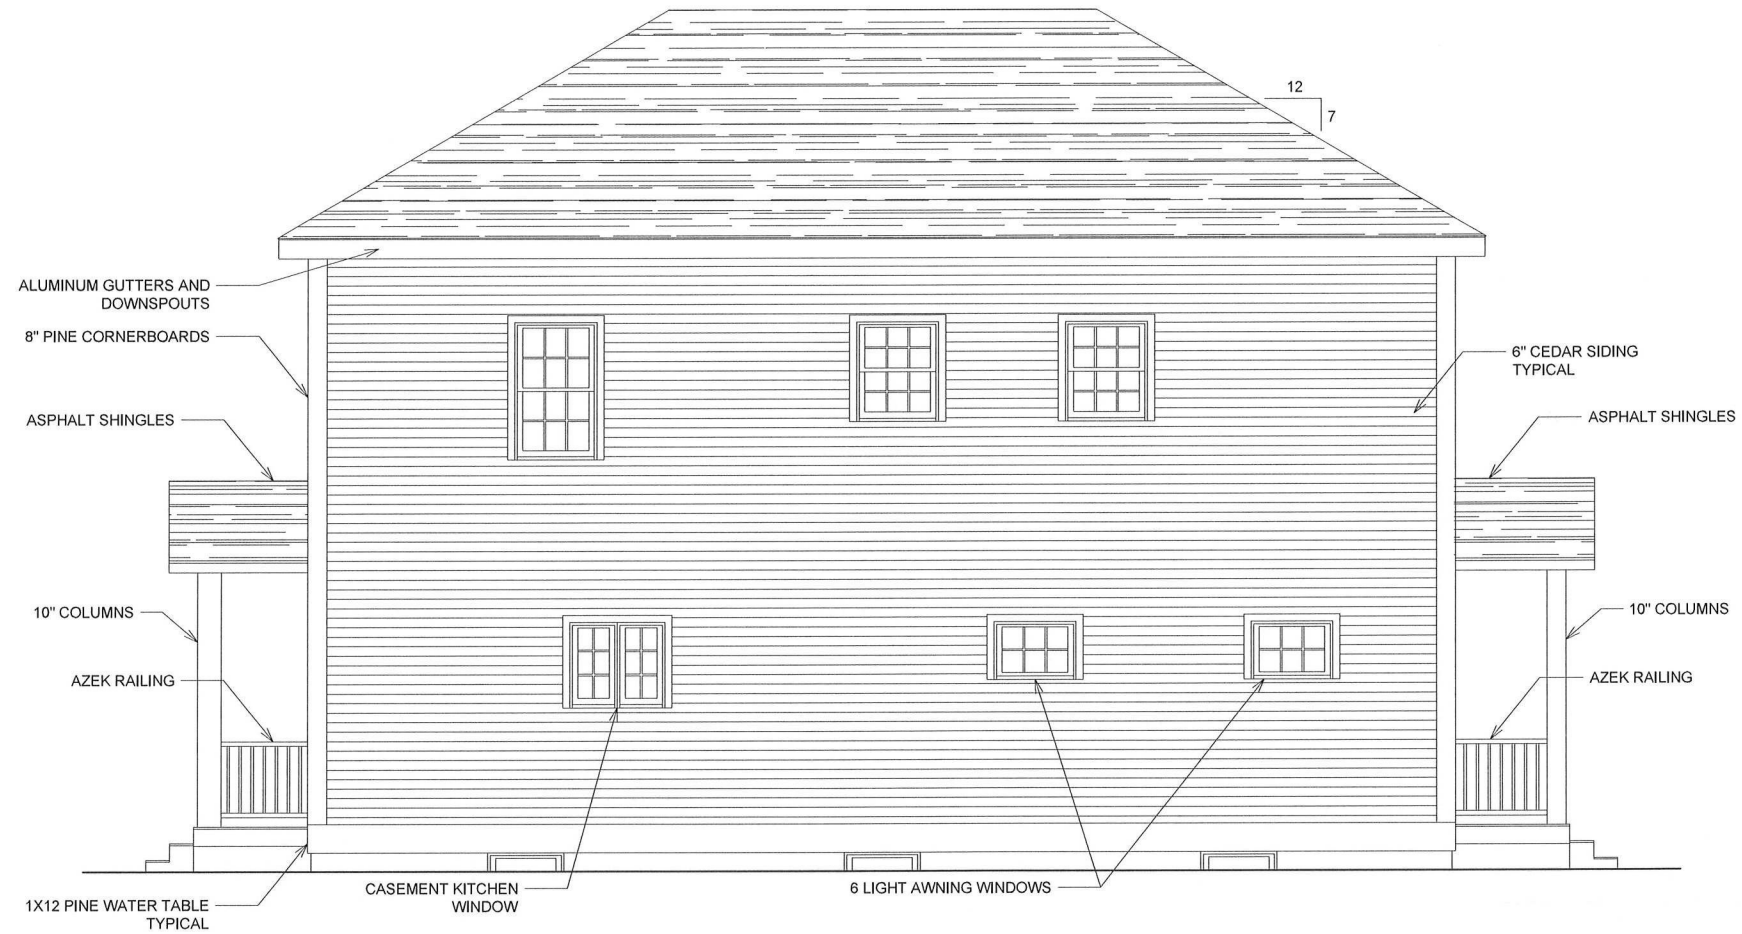 12
7
ALUMINUM GUTTERS AND
DOWNSPOUTS
8" PINE CORNERBOARDS
6" CEDAR SIDING
TYPICAL
ASPHALT SHINGLES
ASPHALT SHINGLES
10" COLUMNS
10" COLUMNS
AZEK RAILING
AZEK RAILING
CASEMENT KITCHEN
WINDOW
6 LIGHT AWNING WINDOWS
1X12 PINE WATER TABLE
TYPICAL